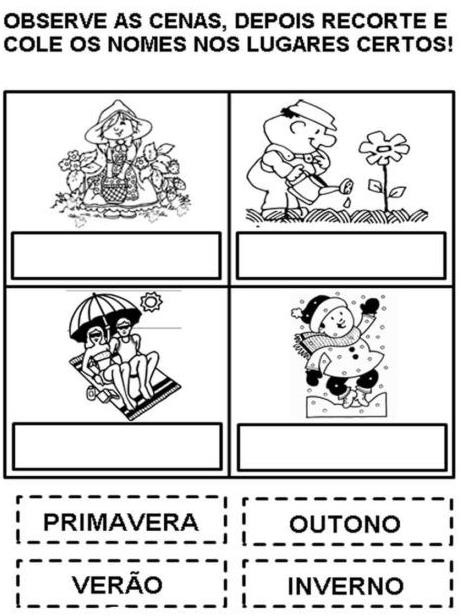 OBSERVE AS CENAS, DEPOIS RECORTE E
COLE OS NOMES NOS LUGARES CERTOS!
PRIMAVERA
OUTONO
VERÃO
INVERNO